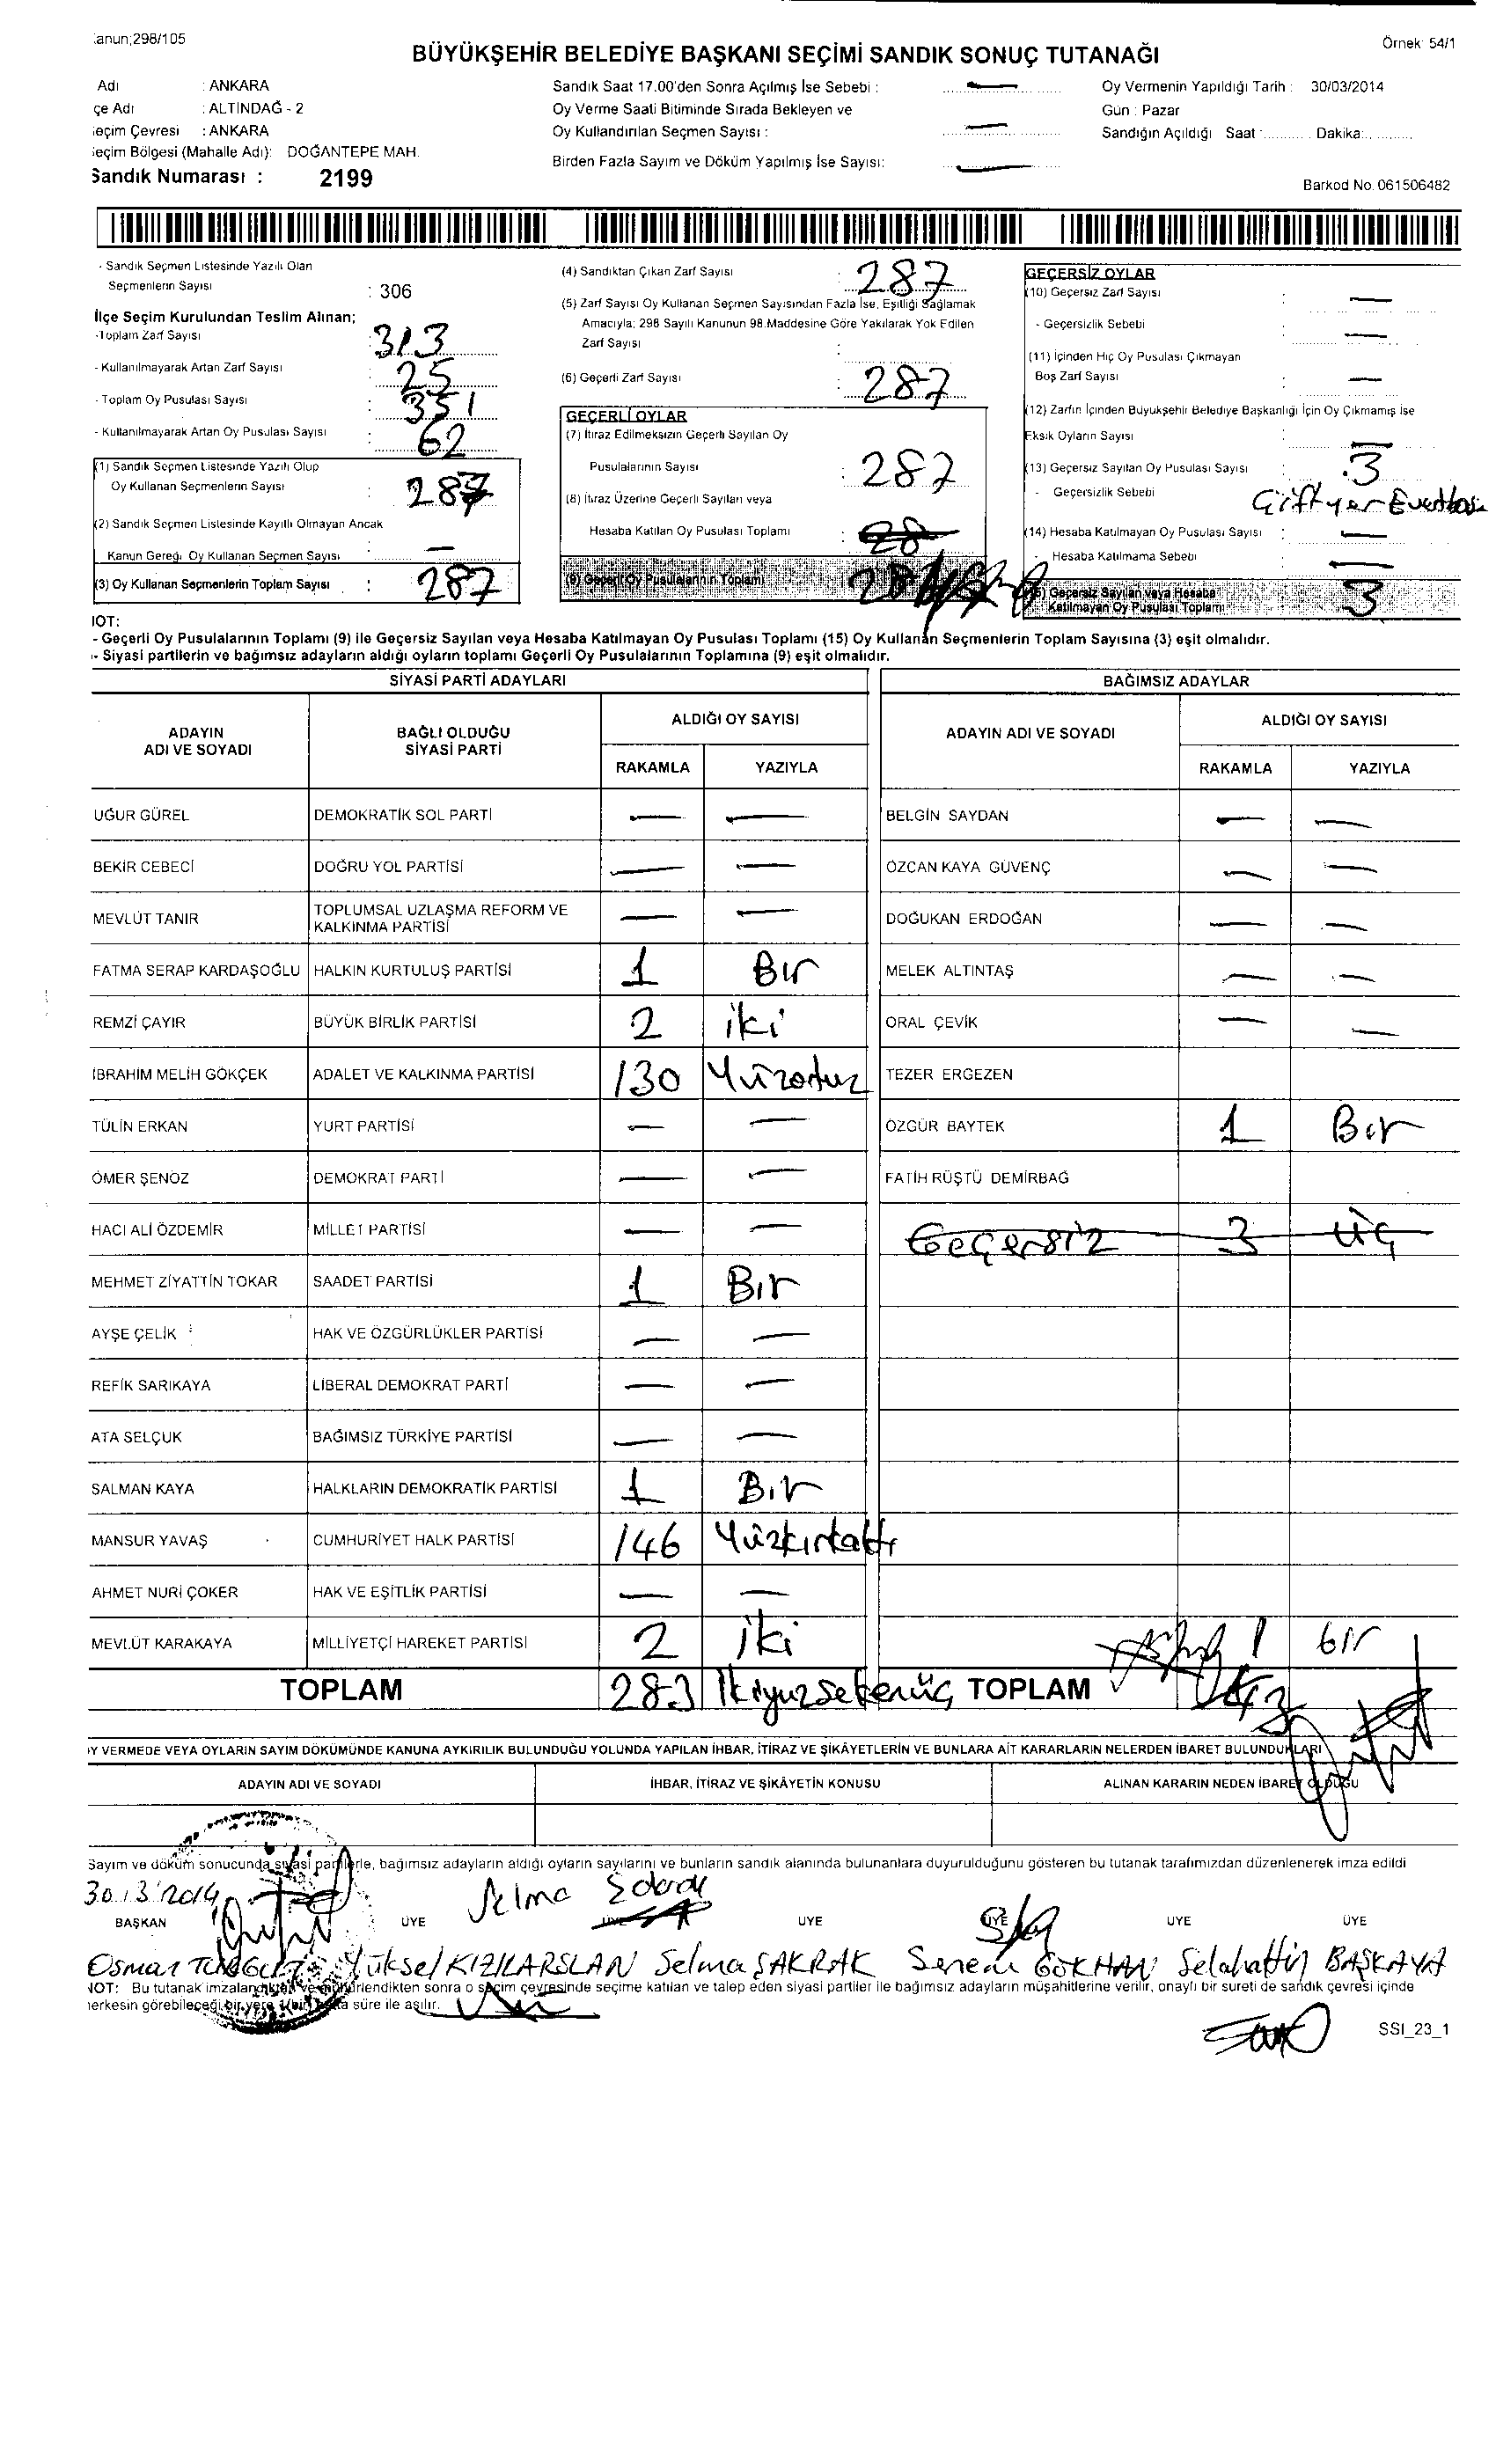 anun;298/105
Örnek: 54/1
BÜYÜKŞEHİR BELEDİYE BAŞKANI SEÇİMİ SANDIK SONUÇ TUTANAĞI
Adı : ANKARA
çe Adı : ALTINDAĞ - 2
eçim Çevresi : ANKARA
eçim Bölgesi (Mahalle Adı): DOĞANTEPE MAH.
Sandık Numarası : 2199
Sandık Saat 17.00'den Sonra Açılmış İse Sebebi :
Oy Verme Saati Bitiminde Sırada Bekleyen ve
Oy Kullandırılan Seçmen Sayısı :
Birden Fazla Sayım ve Döküm Yapılmış İse Sayısı:
Oy Vermenin Yapıldığı Tarih : 30/03/2014
Gün : Pazar
Sandığın Açıldığı Saat :........... Dakika:...........
Barkod No. 061506482
- Sandık Seçmen Listesinde Yazılı Olan
Seçmenlerin Sayısı : 306
İlçe Seçim Kurulundan Teslim Alınan;
-Toplam Zarf Sayısı : 313
- Kullanılmayarak Artan Zarf Sayısı : 25
- Toplam Oy Pusulası Sayısı : 351
- Kullanılmayarak Artan Oy Pusulası Sayısı : 62
(1) Sandık Seçmen Listesinde Yazılı Olup
Oy Kullanan Seçmenlerin Sayısı : 287
(2) Sandık Seçmen Listesinde Kayıtlı Olmayan Ancak
Kanun Gereği Oy Kullanan Seçmen Sayısı : —
(3) Oy Kullanan Seçmenlerin Toplam Sayısı : 287
(4) Sandıktan Çıkan Zarf Sayısı : 287
(5) Zarf Sayısı Oy Kullanan Seçmen Sayısından Fazla İse, Eşitliği Sağlamak
Amacıyla; 298 Sayılı Kanunun 98.Maddesine Göre Yakılarak Yok Edilen
Zarf Sayısı :
(6) Geçerli Zarf Sayısı : 287
GEÇERLİ OYLAR
(7) İtiraz Edilmeksizin Geçerli Sayılan Oy
Pusulalarının Sayısı : 287
(8) İtiraz Üzerine Geçerli Sayılan veya
Hesaba Katılan Oy Pusulası Toplamı :
(9) Geçerli Oy Pusulalarının Toplamı 284
GEÇERSİZ OYLAR
(10) Geçersiz Zarf Sayısı : —
- Geçersizlik Sebebi : —
(11) İçinden Hiç Oy Pusulası Çıkmayan
Boş Zarf Sayısı : —
(12) Zarfın İçinden Büyükşehir Belediye Başkanlığı İçin Oy Çıkmamış ise
Eksik Oyların Sayısı : —
(13) Geçersiz Sayılan Oy Pusulası Sayısı : 3
- Geçersizlik Sebebi
(14) Hesaba Katılmayan Oy Pusulası Sayısı : —
- Hesaba Katılmama Sebebi —
(15) Geçersiz Sayılan veya Hesaba
Katılmayan Oy Pusulası Toplamı 3
NOT:
- Geçerli Oy Pusulalarının Toplamı (9) ile Geçersiz Sayılan veya Hesaba Katılmayan Oy Pusulası Toplamı (15) Oy Kullanan Seçmenlerin Toplam Sayısına (3) eşit olmalıdır.
- Siyasi partilerin ve bağımsız adayların aldığı oyların toplamı Geçerli Oy Pusulalarının Toplamına (9) eşit olmalıdır.
SİYASİ PARTİ ADAYLARI
ADAYIN ADI VE SOYADI
BAĞLI OLDUĞU SİYASİ PARTİ
ALDIĞI OY SAYISI
RAKAMLA YAZIYLA
UĞUR GÜREL DEMOKRATİK SOL PARTİ — —
BEKİR CEBECİ DOĞRU YOL PARTİSİ — —
MEVLÜT TANIR TOPLUMSAL UZLAŞMA REFORM VE KALKINMA PARTİSİ — —
FATMA SERAP KARDAŞOĞLU HALKIN KURTULUŞ PARTİSİ 1 Bır
REMZİ ÇAYIR BÜYÜK BİRLİK PARTİSİ 2 iki
İBRAHİM MELİH GÖKÇEK ADALET VE KALKINMA PARTİSİ 130 Yüzotuz
TÜLİN ERKAN YURT PARTİSİ — —
ÖMER ŞENÖZ DEMOKRAT PARTİ — —
HACI ALİ ÖZDEMİR MİLLET PARTİSİ — —
MEHMET ZİYATTİN TOKAR SAADET PARTİSİ 1 Bır
AYŞE ÇELİK HAK VE ÖZGÜRLÜKLER PARTİSİ — —
REFİK SARIKAYA LİBERAL DEMOKRAT PARTİ — —
ATA SELÇUK BAĞIMSIZ TÜRKİYE PARTİSİ — —
SALMAN KAYA HALKLARIN DEMOKRATİK PARTİSİ 1 Bir
MANSUR YAVAŞ CUMHURİYET HALK PARTİSİ 146 Yüzkırkaltı
AHMET NURİ ÇOKER HAK VE EŞİTLİK PARTİSİ — —
MEVLÜT KARAKAYA MİLLİYETÇİ HAREKET PARTİSİ 2 iki
TOPLAM 283 İkiyuzseksenüç
BAĞIMSIZ ADAYLAR
ADAYIN ADI VE SOYADI
ALDIĞI OY SAYISI
RAKAMLA YAZIYLA
BELGİN SAYDAN — —
ÖZCAN KAYA GÜVENÇ — —
DOĞUKAN ERDOĞAN — —
MELEK ALTINTAŞ — —
ORAL ÇEVİK — —
TEZER ERGEZEN
ÖZGÜR BAYTEK 1 Bır
FATİH RÜŞTÜ DEMİRBAĞ
Geçersiz 3 üç
TOPLAM 1 bir
Y VERMEDE VEYA OYLARIN SAYIM DÖKÜMÜNDE KANUNA AYKIRILIK BULUNDUĞU YOLUNDA YAPILAN İHBAR, İTİRAZ VE ŞİKÂYETLERİN VE BUNLARA AİT KARARLARIN NELERDEN İBARET BULUNDUKLARI
ADAYIN ADI VE SOYADI
İHBAR, İTİRAZ VE ŞİKÂYETİN KONUSU
ALINAN KARARIN NEDEN İBARET OLDUĞU
Sayım ve döküm sonucunda siyasi partilerle, bağımsız adayların aldığı oyların sayılarını ve bunların sandık alanında bulunanlara duyurulduğunu gösteren bu tutanak tarafımızdan düzenlenerek imza edildi
30.3.2014 Selma
BAŞKAN ÜYE ÜYE ÜYE ÜYE ÜYE ÜYE
Osman Yüksel KIZILARSLAN Selma ŞAKRAK Senem GÖKHAN Selahattin BAŞKAYA
NOT: Bu tutanak imzalandıktan ve mühürlendikten sonra o seçim çevresinde seçime katılan ve talep eden siyasi partiler ile bağımsız adayların müşahitlerine verilir, onaylı bir sureti de sandık çevresi içinde
herkesin görebileceği bir yere 1(bir) hafta süre ile asılır.
SSI_23_1